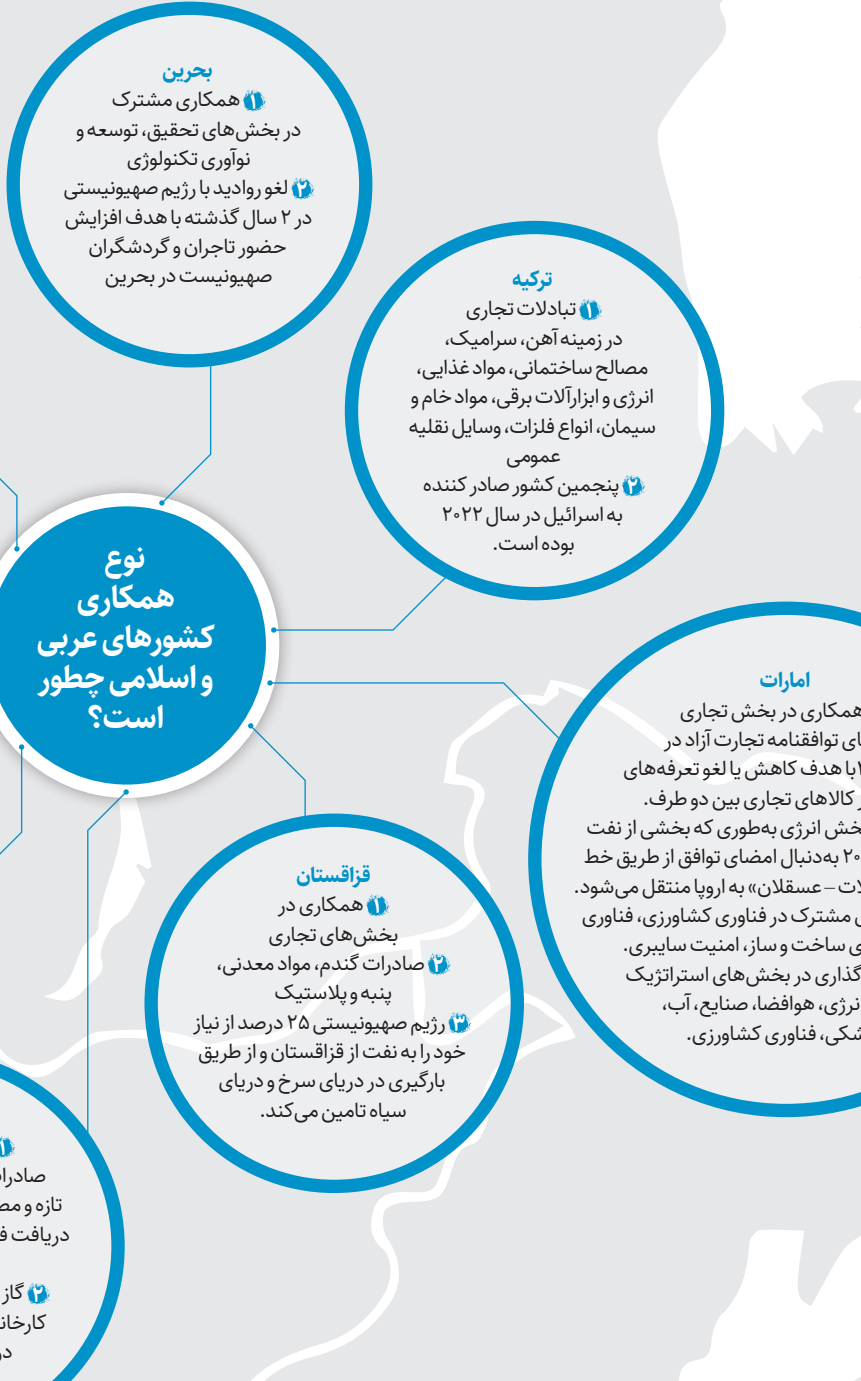 بحرین
۱ همکاری مشترک
در بخش‌های تحقیق، توسعه و
نوآوری تکنولوژی
۲ لغو روادید با رژیم صهیونیستی
در ۲ سال گذشته با هدف افزایش
حضور تاجران و گردشگران
صهیونیست در بحرین
ترکیه
۱ تبادلات تجاری
در زمینه آهن، سرامیک،
مصالح ساختمانی، مواد غذایی،
انرژی و ابزارآلات برقی، مواد خام و
سیمان، انواع فلزات، وسایل نقلیه
عمومی
۲ پنجمین کشور صادر کننده
به اسرائیل در سال ۲۰۲۲
بوده است.
نوع
همکاری
کشورهای عربی
و اسلامی چطور
است؟
امارات
همکاری در بخش تجاری
توافقنامه تجارت آزاد در
با هدف کاهش یا لغو تعرفه‌های
کالاهای تجاری بین دو طرف.
بخش انرژی به‌طوری که بخشی از نفت
به‌دنبال امضای توافق از طریق خط
– عسقلان» به اروپا منتقل می‌شود.
مشترک در فناوری کشاورزی، فناوری
ساخت و ساز، امنیت سایبری.
گذاری در بخش‌های استراتژیک
انرژی، هوافضا، صنایع، آب،
فناوری کشاورزی.
قزاقستان
۱ همکاری در
بخش‌های تجاری
۲ صادرات گندم، مواد معدنی،
پنبه و پلاستیک
۳ رژیم صهیونیستی ۲۵ درصد از نیاز
خود را به نفت از قزاقستان و از طریق
بارگیری در دریای سرخ و دریای
سیاه تامین می‌کند.
۱
تازه و
دریافت
۲ گاز